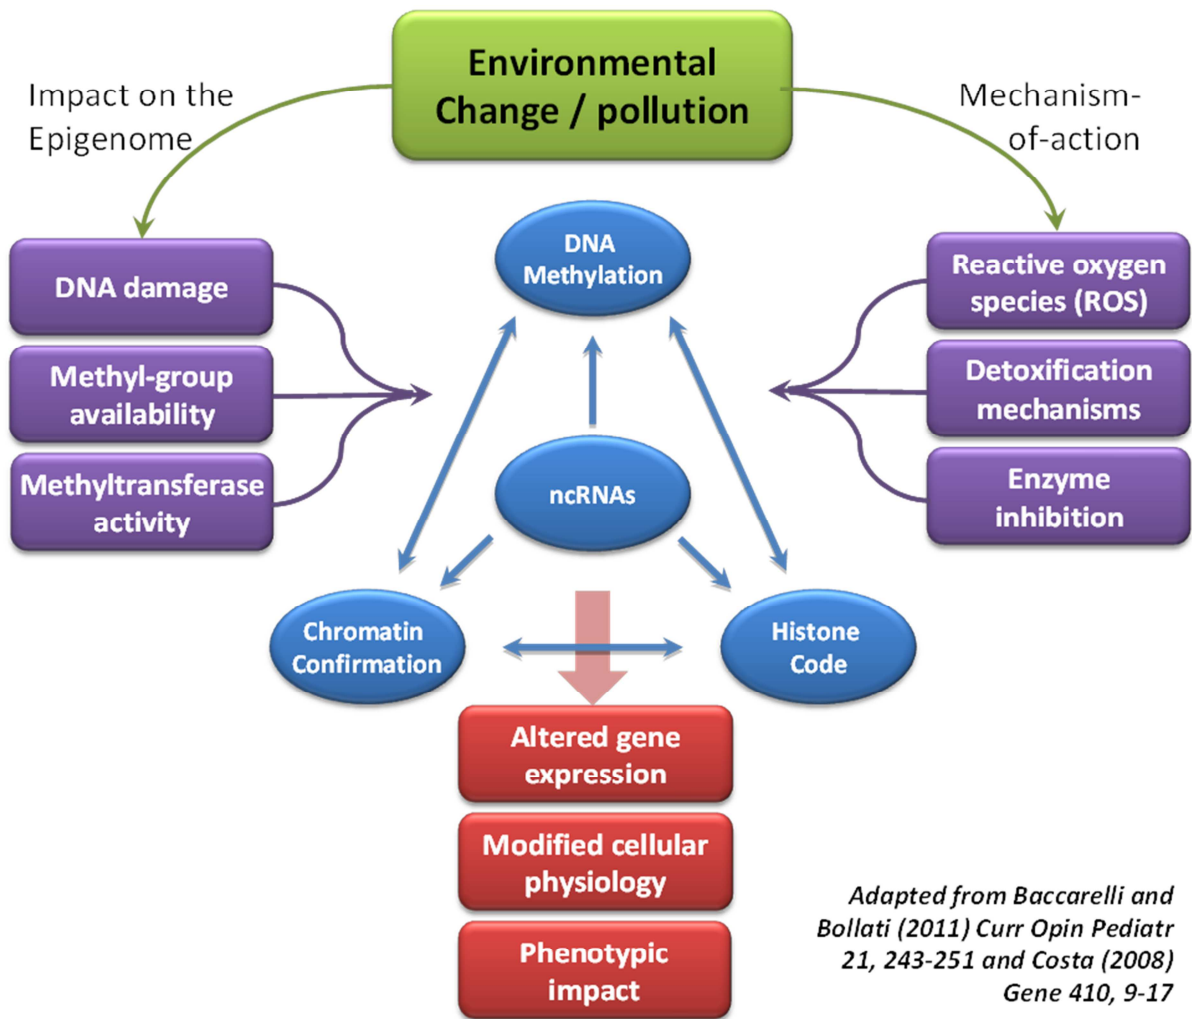 Environmental
Change / pollution
Impact on the
Epigenome
Mechanism-
of-action
DNA damage
Methyl-group
availability
Methyltransferase
activity
DNA
Methylation
ncRNAs
Chromatin
Confirmation
Histone
Code
Reactive oxygen
species (ROS)
Detoxification
mechanisms
Enzyme
inhibition
Altered gene
expression
Modified cellular
physiology
Phenotypic
impact
Adapted from Baccarelli and
Bollati (2011) Curr Opin Pediatr
21, 243-251 and Costa (2008)
Gene 410, 9-17